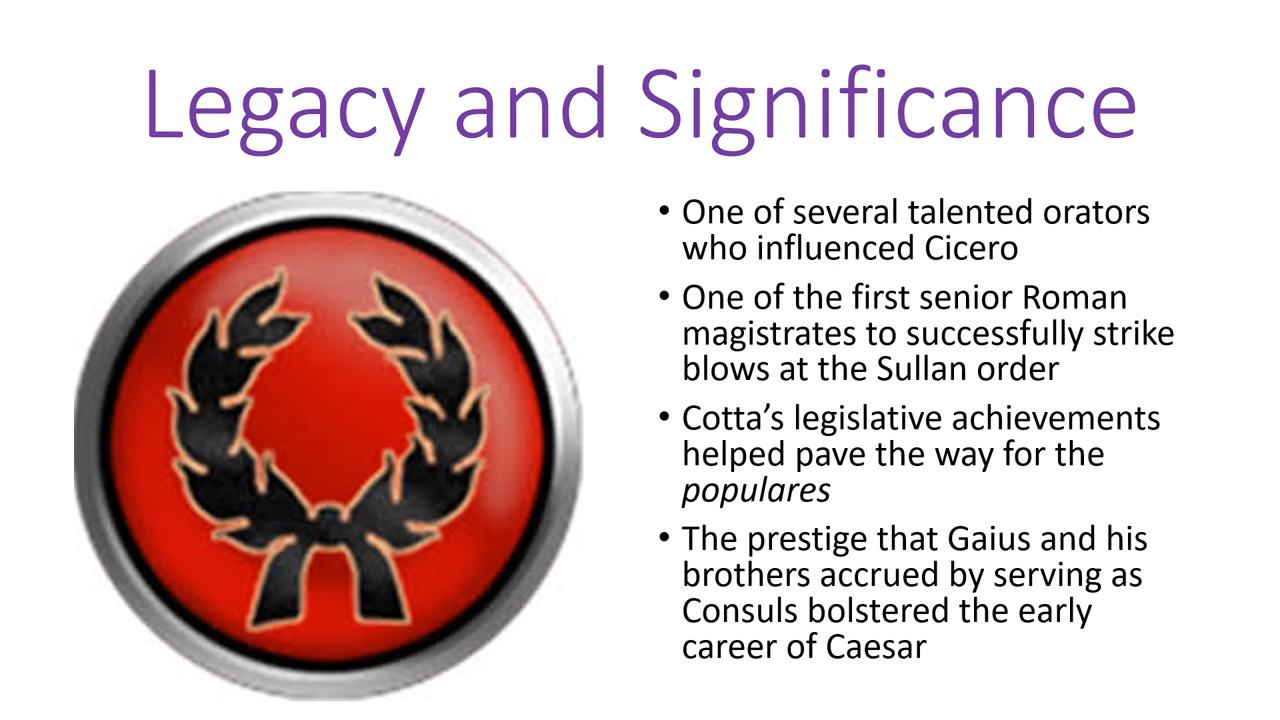 Legacy and Significance
• One of several talented orators
who influenced Cicero
• One of the first senior Roman
magistrates to successfully strike
blows at the Sullan order
• Cotta’s legislative achievements
helped pave the way for the
populares
• The prestige that Gaius and his
brothers accrued by serving as
Consuls bolstered the early
career of Caesar